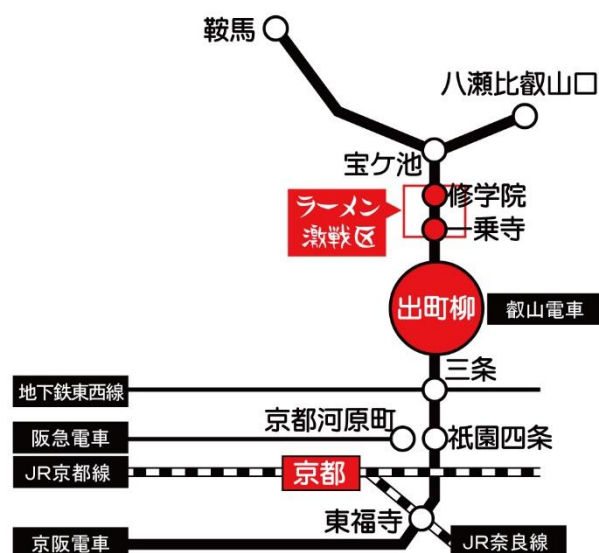 鞍馬
八瀬比叡山口
宝ケ池
修学院
ラーメン
激戦区
一乗寺
出町柳
叡山電車
三条
地下鉄東西線
京都河原町
祇園四条
阪急電車
JR京都線
京都
東福寺
京阪電車
JR奈良線